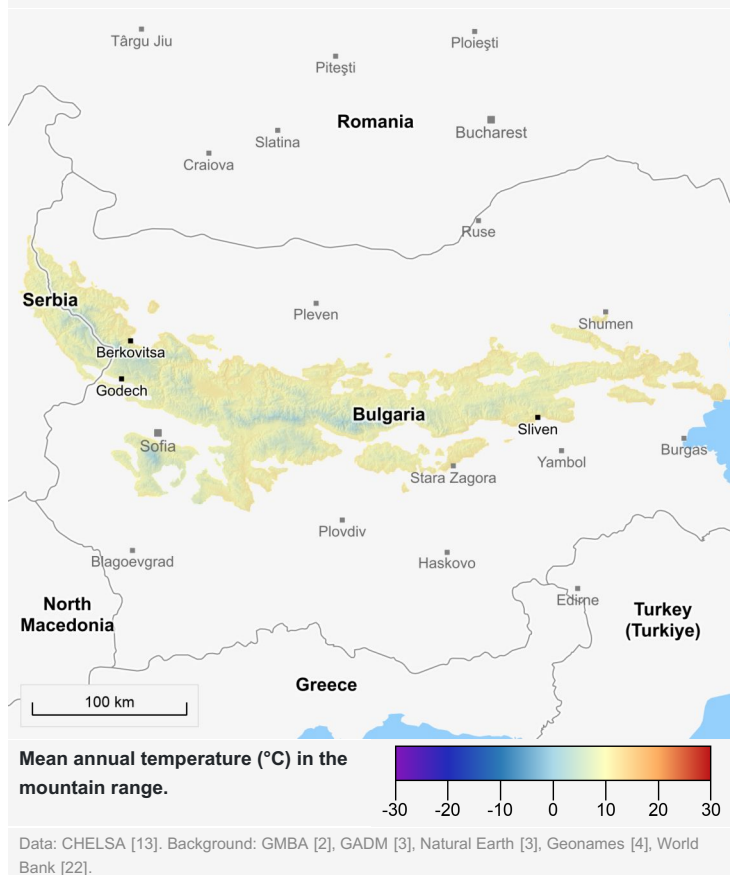 Târgu Jiu
Ploieşti
Piteşti
Romania
Bucharest
Slatina
Craiova
Ruse
Serbia
Pleven
Shumen
Berkovitsa
Godech
Bulgaria
Sliven
Sofia
Burgas
Yambol
Stara Zagora
Plovdiv
Blagoevgrad
Haskovo
Edirne
North
Macedonia
Turkey
(Turkiye)
Greece
100 km
Mean annual temperature (°C) in the
mountain range.
-30 -20 -10 0 10 20 30
Data: CHELSA [13]. Background: GMBA [2], GADM [3], Natural Earth [3], Geonames [4], World
Bank [22].